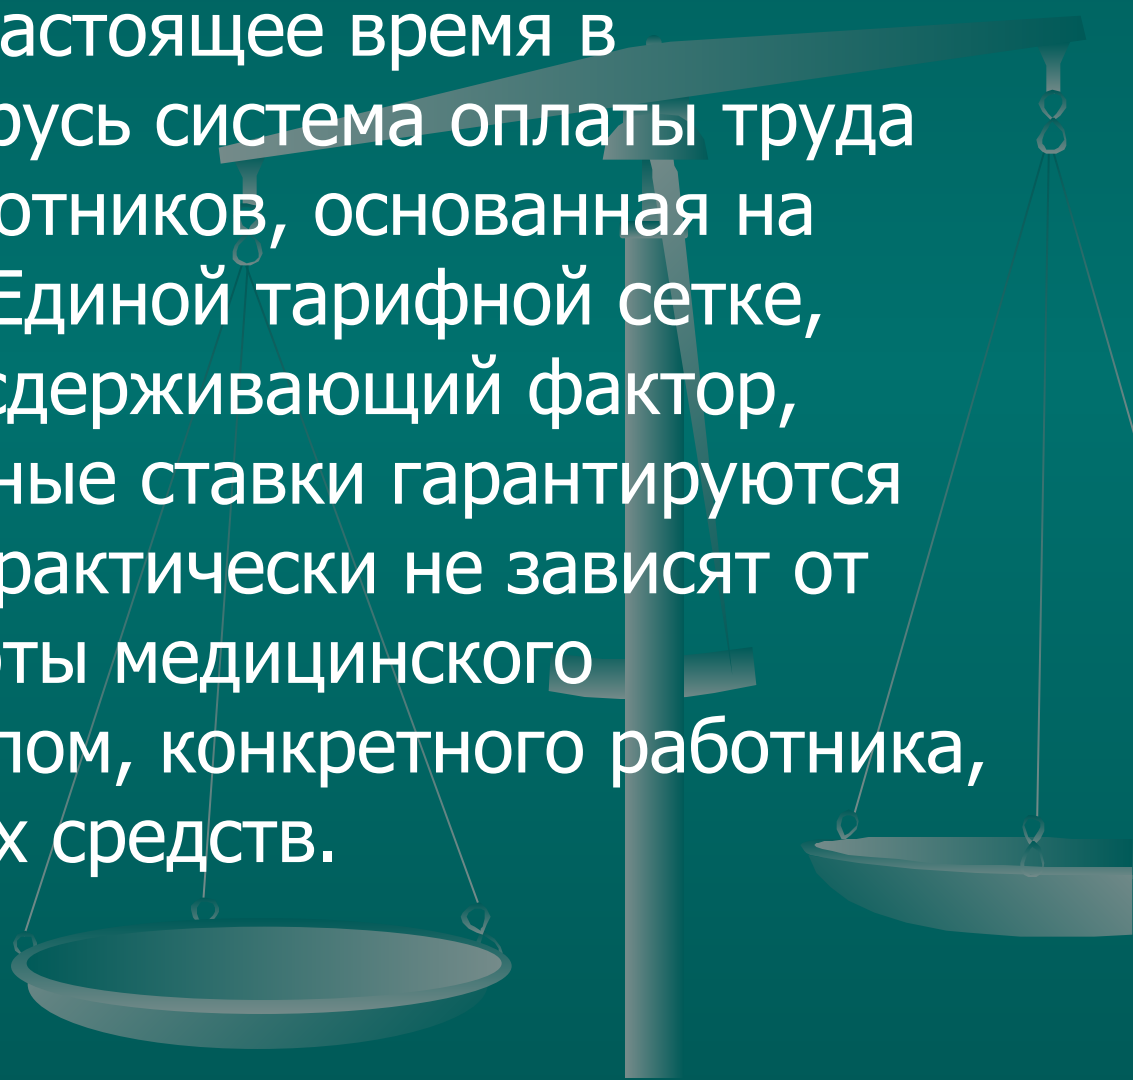 астоящее время в
русь система оплаты труда
отников, основанная на
Единой тарифной сетке,
сдерживающий фактор,
ные ставки гарантируются
рактически не зависят от
ты медицинского
лом, конкретного работника,
х средств.